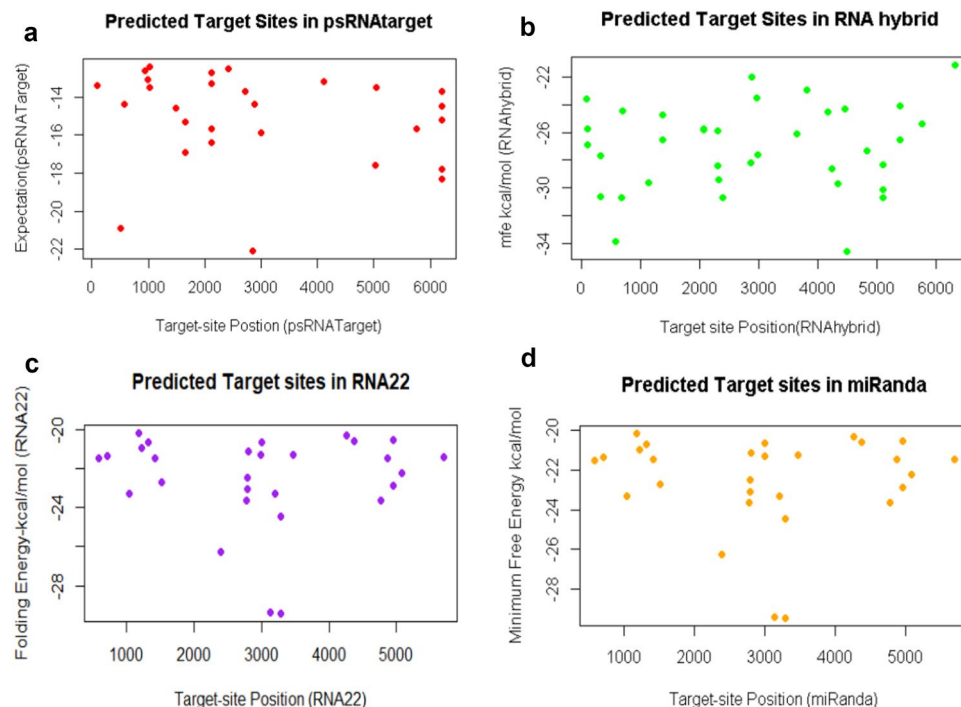 a
Predicted Target Sites in psRNAtarget
Expectation(psRNATarget)
-14
-16
-18
-20
-22
0 1000 2000 3000 4000 5000 6000
Target-site Postion (psRNATarget)
b
Predicted Target Sites in RNA hybrid
mfe kcal/mol (RNAhybrid)
-22
-26
-30
-34
0 1000 2000 3000 4000 5000 6000
Target site Position(RNAhybrid)
c
Predicted Target sites in RNA22
Folding Energy-kcal/mol (RNA22)
-20
-24
-28
1000 2000 3000 4000 5000
Target-site Position (RNA22)
d
Predicted Target sites in miRanda
Minimum Free Energy kcal/mol
-20
-22
-24
-26
-28
1000 2000 3000 4000 5000
Target-site Position (miRanda)